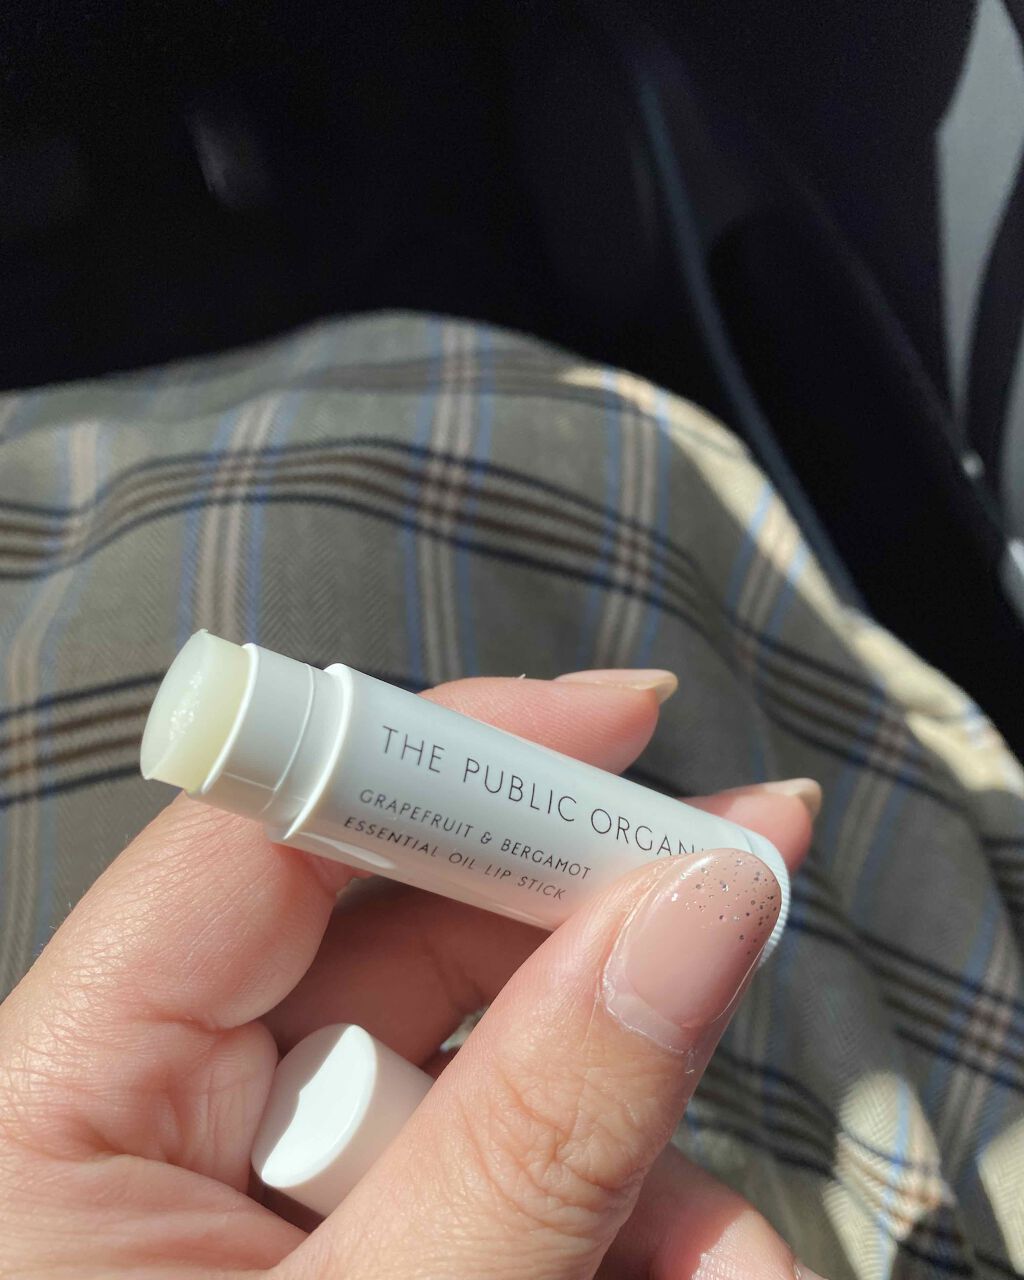 THE PUBLIC ORGAN
GRAPEFRUIT & BERGAMOT
ESSENTIAL OIL LIP STICK